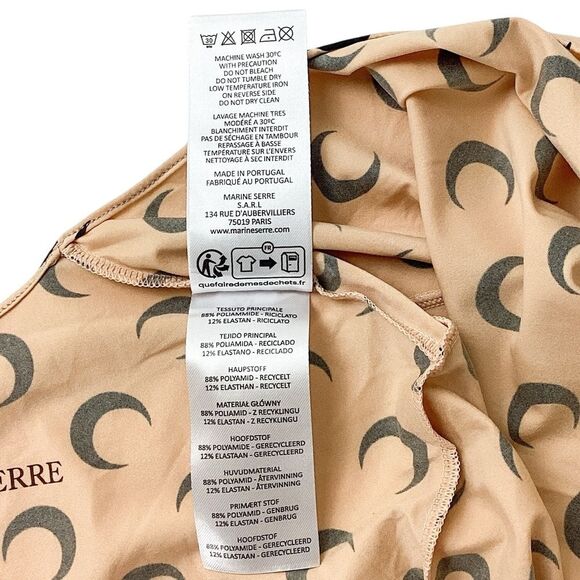 30
MACHINE WASH 30ºC
WITH PRECAUTION
DO NOT BLEACH
DO NOT TUMBLE DRY
LOW TEMPERATURE IRON
ON REVERSE SIDE
DO NOT DRY CLEAN
LAVAGE MACHINE TRES
MODÉRÉ A 30ºC
BLANCHIMENT INTERDIT
PAS DE SÉCHAGE EN TAMBOUR
REPASSAGE À BASSE
TEMPÉRATURE SUR L'ENVERS
NETTOYAGE À SEC INTERDIT
MADE IN PORTUGAL
FABRIQUÉ AU PORTUGAL
MARINE SERRE
S.A.R.L
134 RUE D'AUBERVILLIERS
75019 PARIS
www.marineserre.com
FR
quefairedemesdechets.fr
TESSUTO PRINCIPALE
88% POLIAMMIDE - RICICLATO
12% ELASTAN - RICICLATO
TEJIDO PRINCIPAL
88% POLIAMIDA - RECICLADO
12% ELASTANO - RECICLADO
HAUPSTOFF
88% POLYAMID - RECYCELT
12% ELASTHAN - RECYCELT
MATERIAŁ GŁÓWNY
88% POLIAMID - Z RECYKLINGU
12% ELASTAN - Z RECYKLINGU
HOOFDSTOF
88% POLYAMIDE - GERECYCLEERD
12% ELASTAAN - GERECYCLEERD
HUVUDMATERIAL
88% POLYAMID - ÅTERVINNING
12% ELASTAN - ÅTERVINNING
PRIMÆRT STOF
88% POLYAMID - GENBRUG
12% ELASTAN - GENBRUG
HOOFDSTOF
88% POLYAMIDE - GERECYCLEERD
12% ELASTAAN - GERECYCLEERD
ERRE